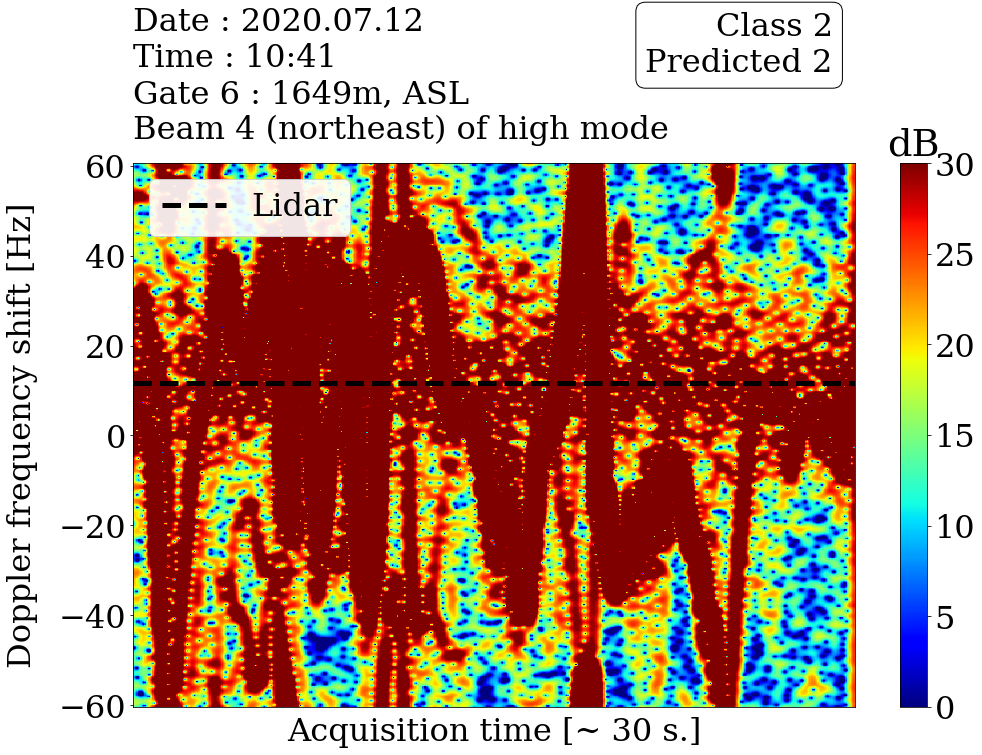 Date : 2020.07.12
Time : 10:41
Gate 6 : 1649m, ASL
Beam 4 (northeast) of high mode
Class 2
Predicted 2
dB
Lidar
60
40
20
0
−20
−40
−60
Doppler frequency shift [Hz]
Acquisition time [~ 30 s.]
30
25
20
15
10
5
0